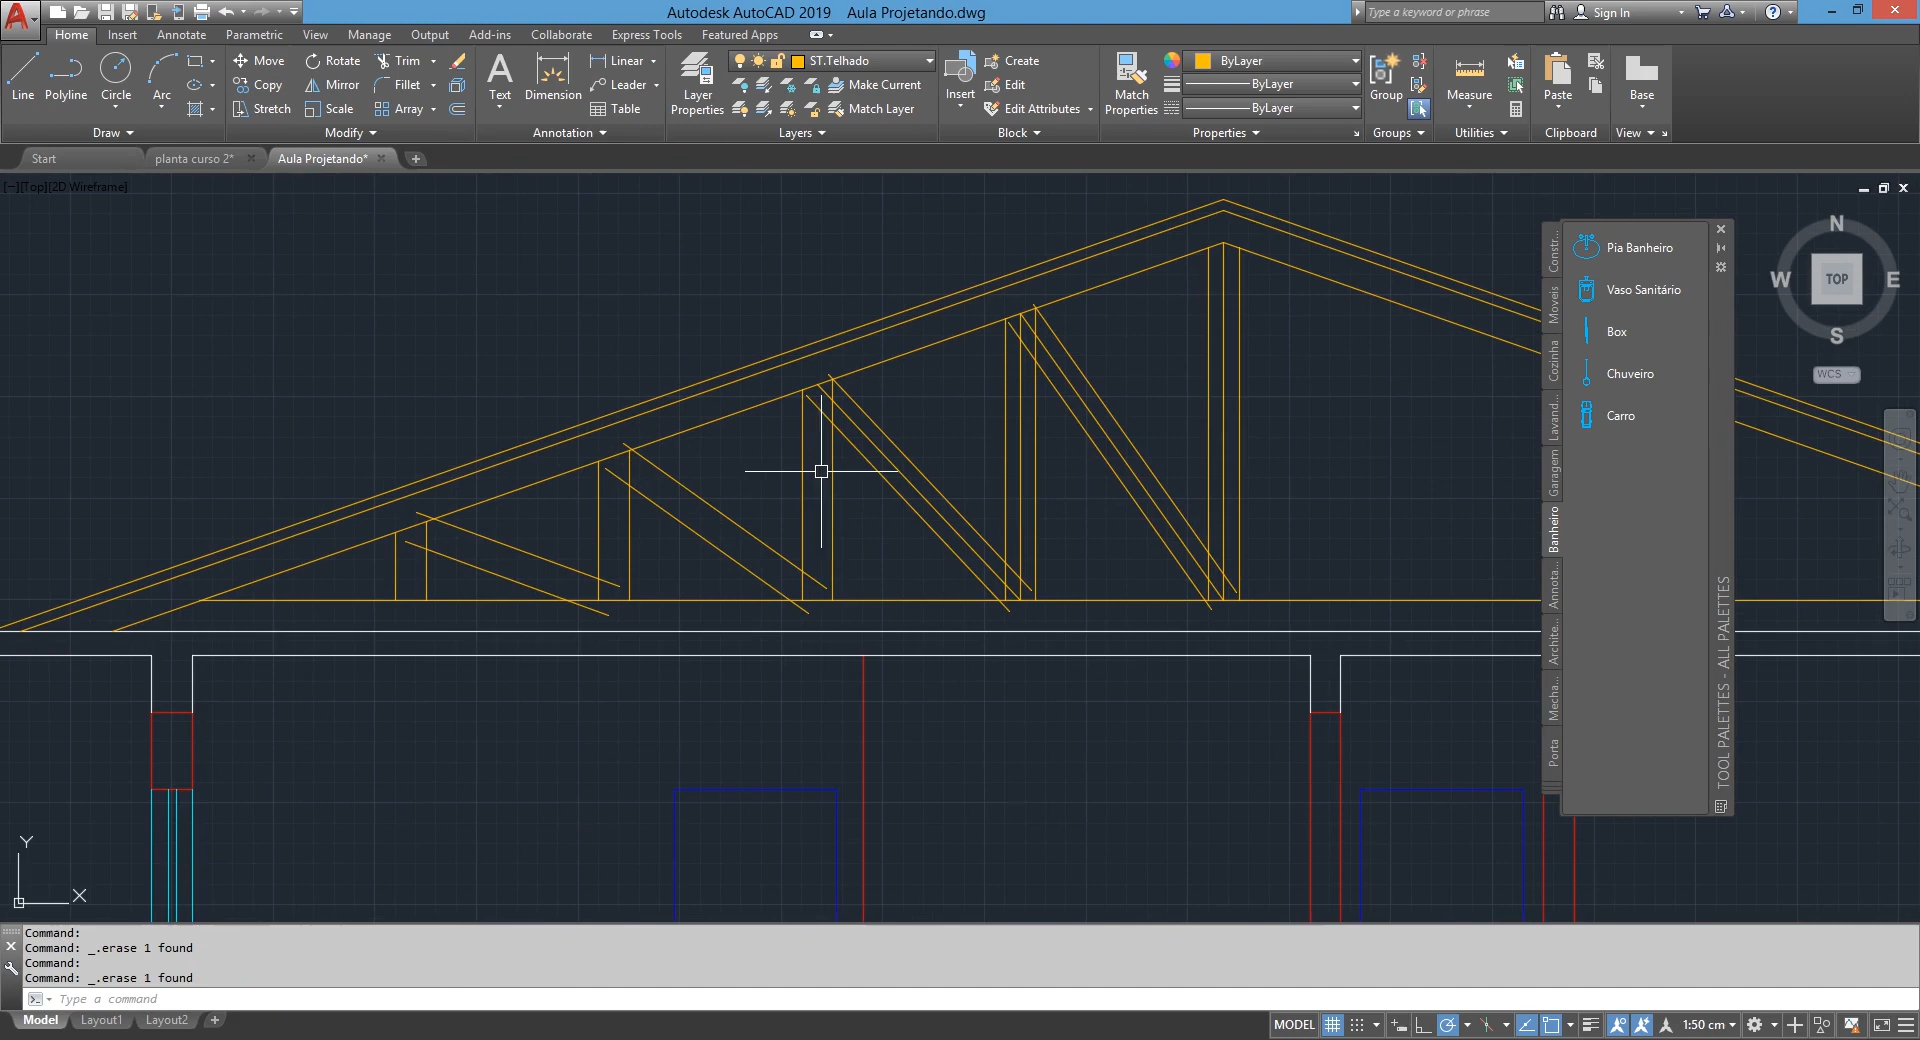 Autodesk AutoCAD 2019 Aula Projetando.dwg
Type a keyword or phrase
Sign In
Home Insert Annotate Parametric View Manage Output Add-ins Collaborate Express Tools Featured Apps
Line
Polyline
Circle
Arc
Draw
Move
Rotate
Trim
Copy
Mirror
Fillet
Stretch
Scale
Array
Modify
Text
Dimension
Linear
Leader
Table
Annotation
Layer
Properties
ST.Telhado
Make Current
Match Layer
Layers
Insert
Create
Edit
Edit Attributes
Block
Match
Properties
ByLayer
ByLayer
ByLayer
Properties
Group
Groups
Measure
Utilities
Paste
Clipboard
Base
View
Start
planta curso 2*
Aula Projetando*
[−][Top][2D Wireframe]
Constr...
Moveis
Cozinha
Lavand...
Garagem
Banheiro
Annota...
Archite...
Mecha...
Porta
Pia Banheiro
Vaso Sanitário
Box
Chuveiro
Carro
TOOL PALETTES - ALL PALETTES
N
W
TOP
E
S
WCS
Y
X
Command:
Command: _.erase 1 found
Command:
Command: _.erase 1 found
Type a command
Model Layout1 Layout2
MODEL
1:50 cm